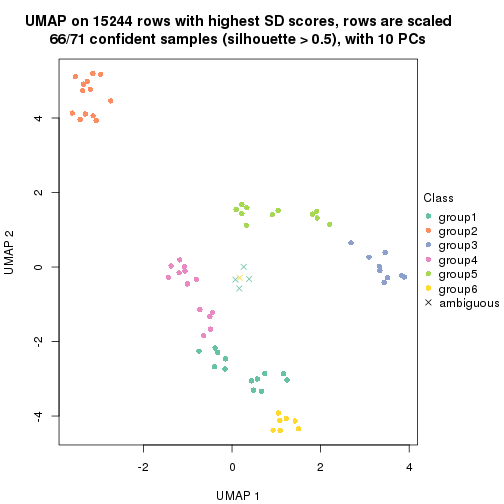 UMAP on 15244 rows with highest SD scores, rows are scaled
66/71 confident samples (silhouette > 0.5), with 10 PCs
UMAP 2
4
2
0
-2
-4
-2
0
2
4
UMAP 1
Class
group1
group2
group3
group4
group5
group6
ambiguous